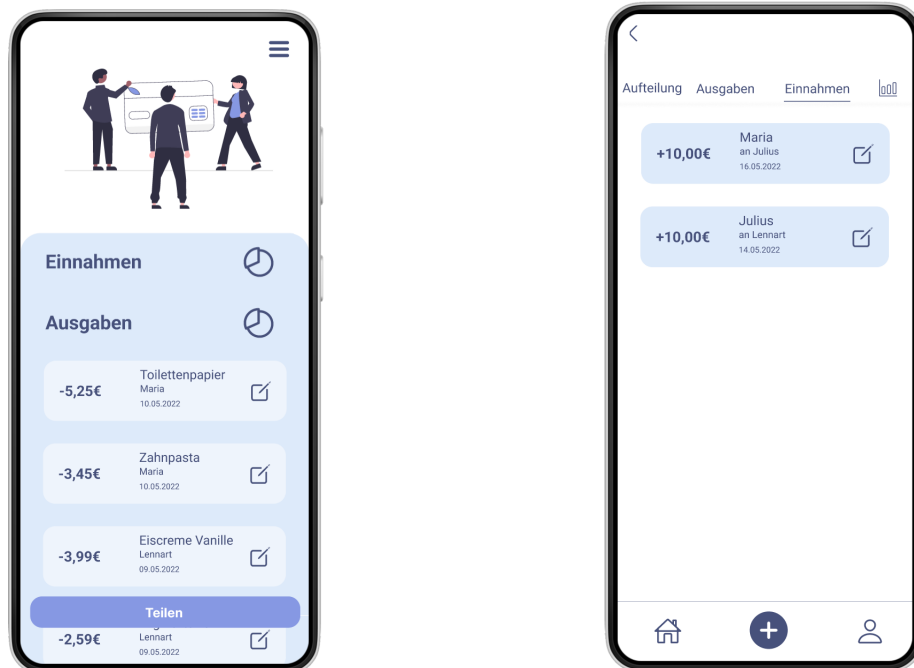 Einnahmen
Ausgaben
-5,25€
Toilettenpapier
Maria
10.05.2022
-3,45€
Zahnpasta
Maria
10.05.2022
-3,99€
Eiscreme Vanille
Lennart
09.05.2022
Teilen
-2,59€
Lennart
09.05.2022
Aufteilung Ausgaben Einnahmen
+10,00€
Maria
an Julius
16.05.2022
+10,00€
Julius
an Lennart
14.05.2022